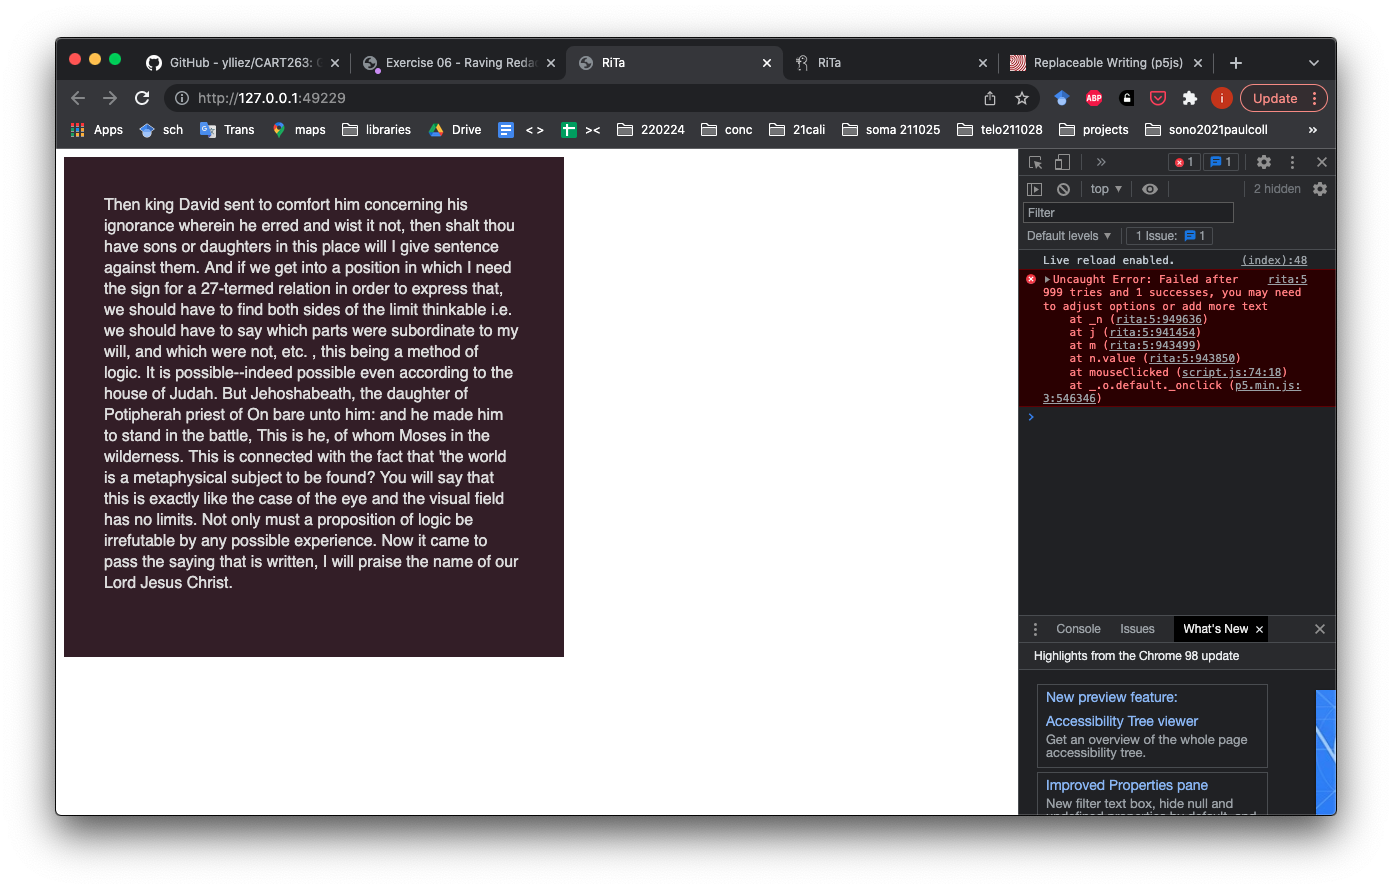 GitHub - ylliez/CART263:
Exercise 06 - Raving Redac
RiTa
RiTa
Replaceable Writing (p5js)
http://127.0.0.1:49229
ABP
i
Update
Apps
sch
Trans
maps
libraries
Drive
< >
><
220224
conc
21cali
soma 211025
telo211028
projects
sono2021paulcoll
»
Then king David sent to comfort him concerning his
ignorance wherein he erred and wist it not, then shalt thou
have sons or daughters in this place will I give sentence
against them. And if we get into a position in which I need
the sign for a 27-termed relation in order to express that,
we should have to find both sides of the limit thinkable i.e.
we should have to say which parts were subordinate to my
will, and which were not, etc. , this being a method of
logic. It is possible--indeed possible even according to the
house of Judah. But Jehoshabeath, the daughter of
Potipherah priest of On bare unto him: and he made him
to stand in the battle, This is he, of whom Moses in the
wilderness. This is connected with the fact that 'the world
is a metaphysical subject to be found? You will say that
this is exactly like the case of the eye and the visual field
has no limits. Not only must a proposition of logic be
irrefutable by any possible experience. Now it came to
pass the saying that is written, I will praise the name of our
Lord Jesus Christ.
» 1 1
top 2 hidden
Filter
Default levels 1 Issue: 1
Live reload enabled. (index):48
Uncaught Error: Failed after rita:5
999 tries and 1 successes, you may need
to adjust options or add more text
at _n (rita:5:949636)
at j (rita:5:941454)
at m (rita:5:943499)
at n.value (rita:5:943850)
at mouseClicked (script.js:74:18)
at _.o.default._onclick (p5.min.js:
3:546346)
Console Issues What's New
Highlights from the Chrome 98 update
New preview feature:
Accessibility Tree viewer
Get an overview of the whole page
accessibility tree.
Improved Properties pane
New filter text box, hide null and
undefined properties by default, and